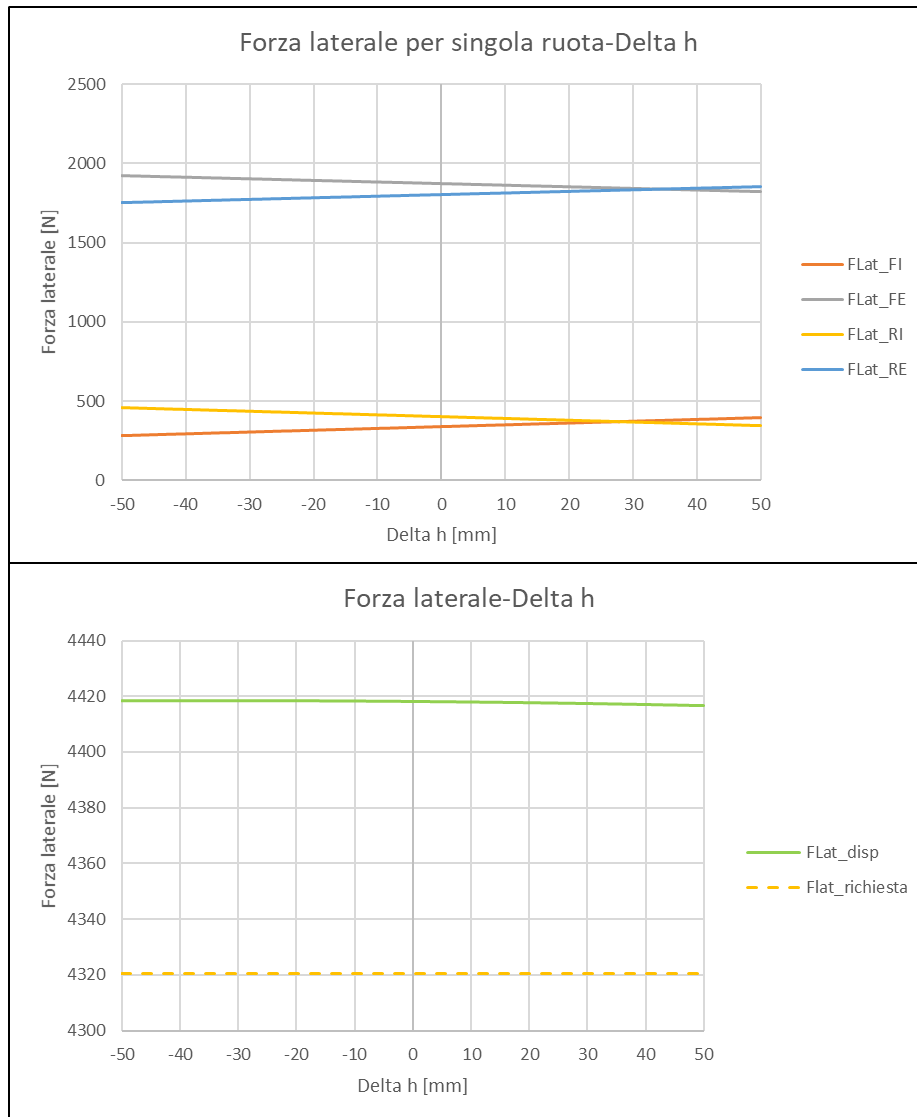 Forza laterale per singola ruota-Delta h
2500
2000
1500
1000
500
0
Forza laterale [N]
-50 -40 -30 -20 -10 0 10 20 30 40 50
Delta h [mm]
FLat_FI
FLat_FE
FLat_RI
FLat_RE
Forza laterale-Delta h
4440
4420
4400
4380
4360
4340
4320
4300
Forza laterale [N]
-50 -40 -30 -20 -10 0 10 20 30 40 50
Delta h [mm]
FLat_disp
Flat_richiesta